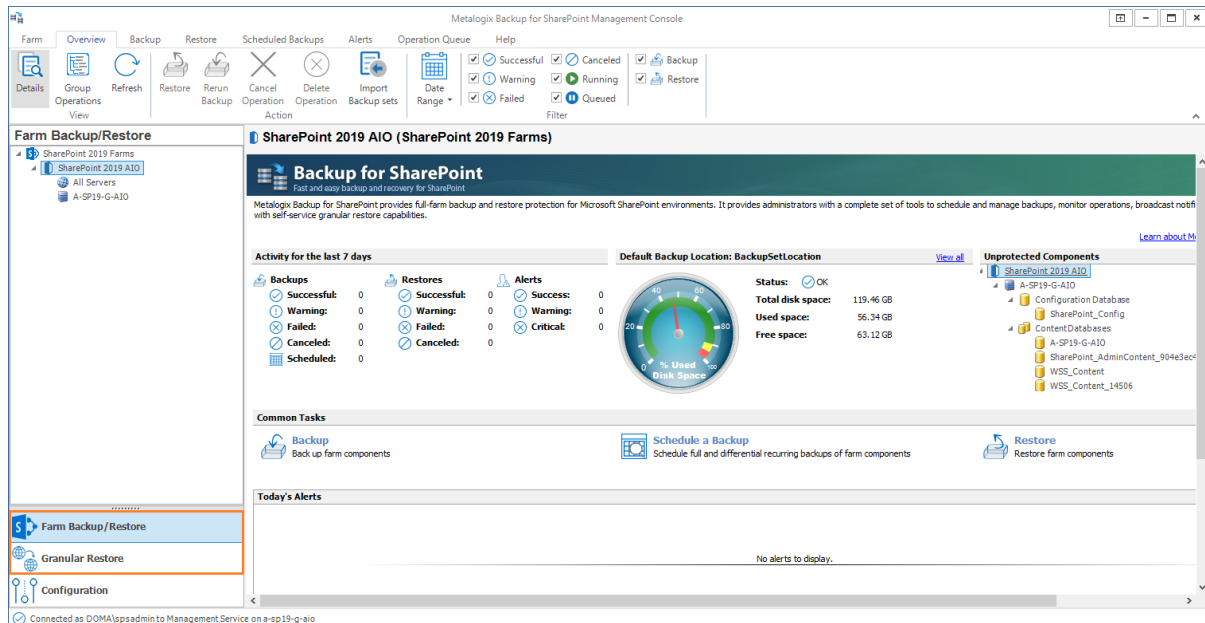 Metalogix Backup for SharePoint Management Console
Farm Overview Backup Restore Scheduled Backups Alerts Operation Queue Help
Details Group Operations Refresh Restore Rerun Backup Cancel Operation Delete Operation Import Backup sets Date Range
Successful Canceled Backup
Warning Running Restore
Failed Queued
View Action Filter
Farm Backup/Restore
SharePoint 2019 Farms
SharePoint 2019 AIO
All Servers
A-SP19-G-AIO
Farm Backup/Restore
Granular Restore
Configuration
SharePoint 2019 AIO (SharePoint 2019 Farms)
Backup for SharePoint
Fast and easy backup and recovery for SharePoint
Metalogix Backup for SharePoint provides full-farm backup and restore protection for Microsoft SharePoint environments. It provides administrators with a complete set of tools to schedule and manage backups, monitor operations, broadcast notifi
with self-service granular restore capabilities.
Learn about M
Activity for the last 7 days
Backups
Successful: 0
Warning: 0
Failed: 0
Canceled: 0
Scheduled: 0
Restores
Successful: 0
Warning: 0
Failed: 0
Canceled: 0
Alerts
Success: 0
Warning: 0
Critical: 0
Default Backup Location: BackupSetLocation View all
0 20 40 60 80 100
% Used
Disk Space
Status: OK
Total disk space: 119.46 GB
Used space: 56.34 GB
Free space: 63.12 GB
Unprotected Components
SharePoint 2019 AIO
A-SP19-G-AIO
Configuration Database
SharePoint_Config
Content Databases
A-SP19-G-AIO
SharePoint_AdminContent_904e3ec4
WSS_Content
WSS_Content_14506
Common Tasks
Backup
Back up farm components
Schedule a Backup
Schedule full and differential recurring backups of farm components
Restore
Restore farm components
Today's Alerts
No alerts to display.
Connected as DOMA\spsadmin to Management Service on a-sp19-g-aio